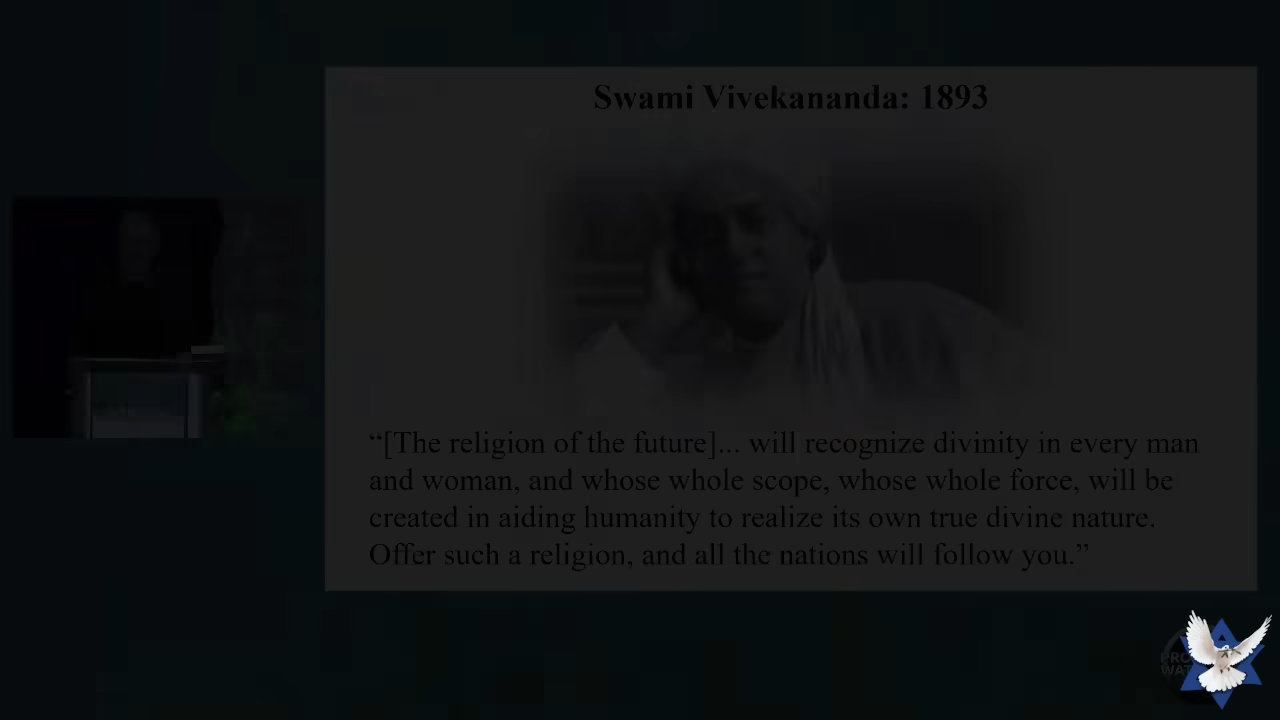 Swami Vivekananda: 1893
“[The religion of the future]... will recognize divinity in every man
and woman, and whose whole scope, whose whole force, will be
created in aiding humanity to realize its own true divine nature.
Offer such a religion, and all the nations will follow you.”